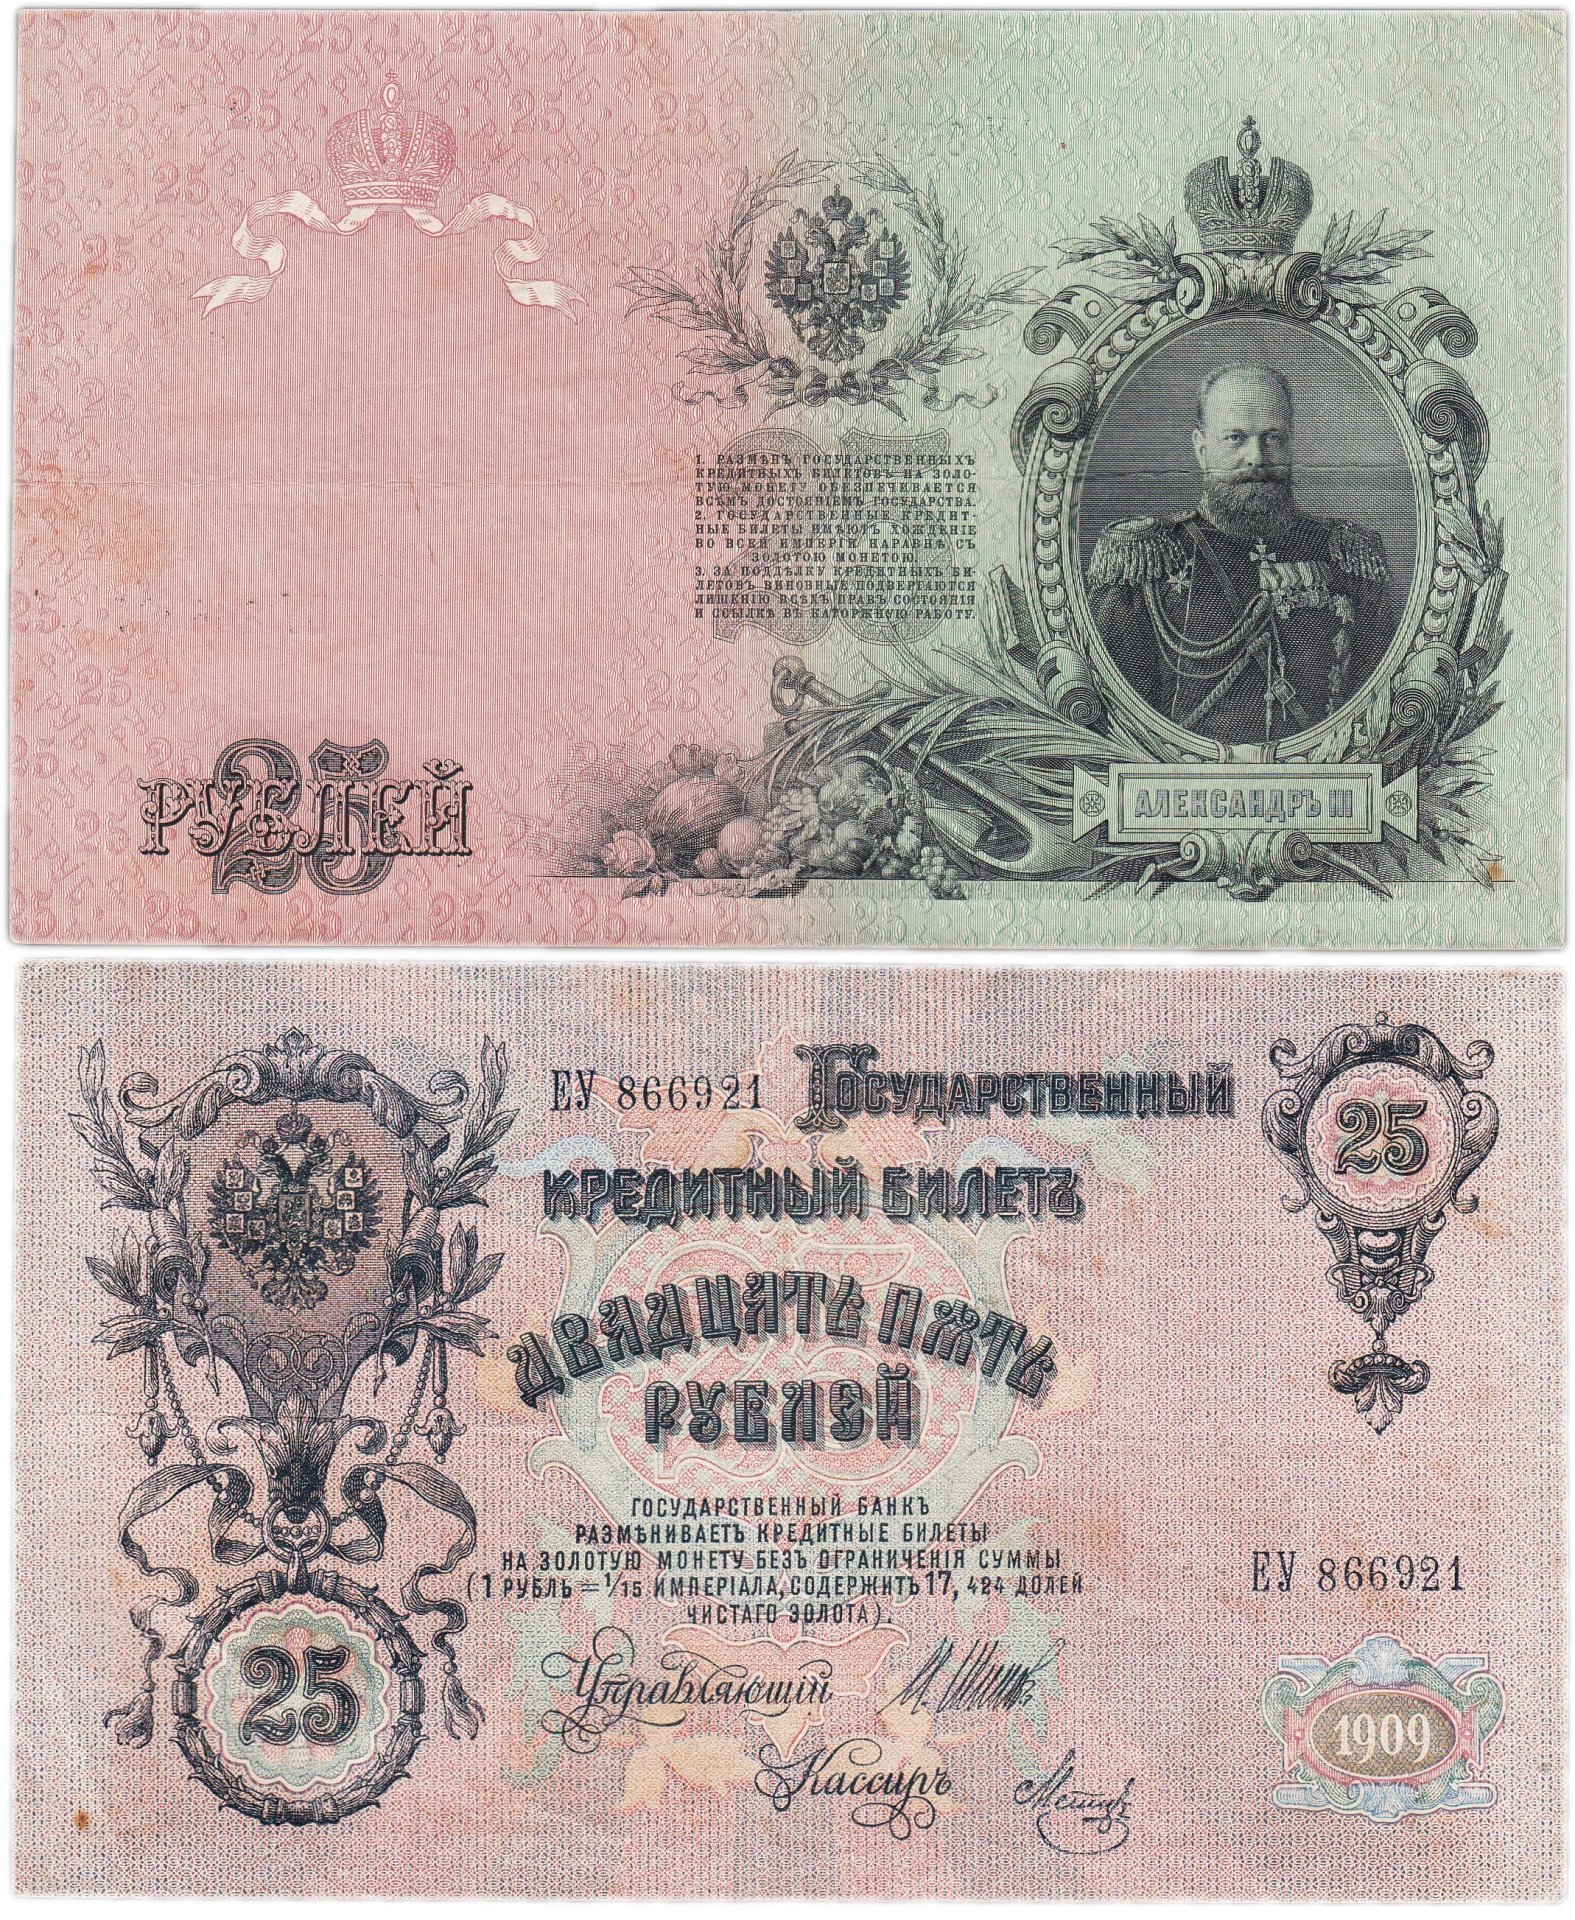 1. РАЗМѢНЪ ГОСУДАРСТВЕННЫХЪ
КРЕДИТНЫХЪ БИЛЕТОВЪ НА ЗОЛО-
ТУЮ МОНЕТУ ОБЕЗПЕЧИВАЕТСЯ
ВСѢМЪ ДОСТОЯНІЕМЪ ГОСУДАРСТВА.
2. ГОСУДАРСТВЕННЫЕ КРЕДИТ-
НЫЕ БИЛЕТЫ ИМѢЮТЪ ХОЖДЕНІЕ
ВО ВСЕЙ ИМПЕРІИ НАРАВНѢ СЪ
ЗОЛОТОЮ МОНЕТОЮ.
3. ЗА ПОДДѢЛКУ КРЕДИТНЫХЪ БИ-
ЛЕТОВЪ ВИНОВНЫЕ ПОДВЕРГАЮТСЯ
ЛИШЕНІЮ ВСѢХЪ ПРАВЪ СОСТОЯНІЯ
И ССЫЛКѢ ВЪ КАТОРЖНУЮ РАБОТУ.
25
РУБЛЕЙ
АЛЕКСАНДРЪ III
ЕУ 866921 ГОСУДАРСТВЕННЫЙ
КРЕДИТНЫЙ БИЛЕТЪ
25
ДВАДЦАТЬ ПЯТЬ
РУБЛЕЙ
ГОСУДАРСТВЕННЫЙ БАНКЪ
РАЗМѢНИВАЕТЪ КРЕДИТНЫЕ БИЛЕТЫ
НА ЗОЛОТУЮ МОНЕТУ БЕЗЪ ОГРАНИЧЕНІЯ СУММЫ
(1 РУБЛЬ = 1/15 ИМПЕРІАЛА, СОДЕРЖИТЪ 17, 424 ДОЛЕЙ
ЧИСТАГО ЗОЛОТА).
ЕУ 866921
25
Управляющій
И. Шипов
Кассиръ
1909